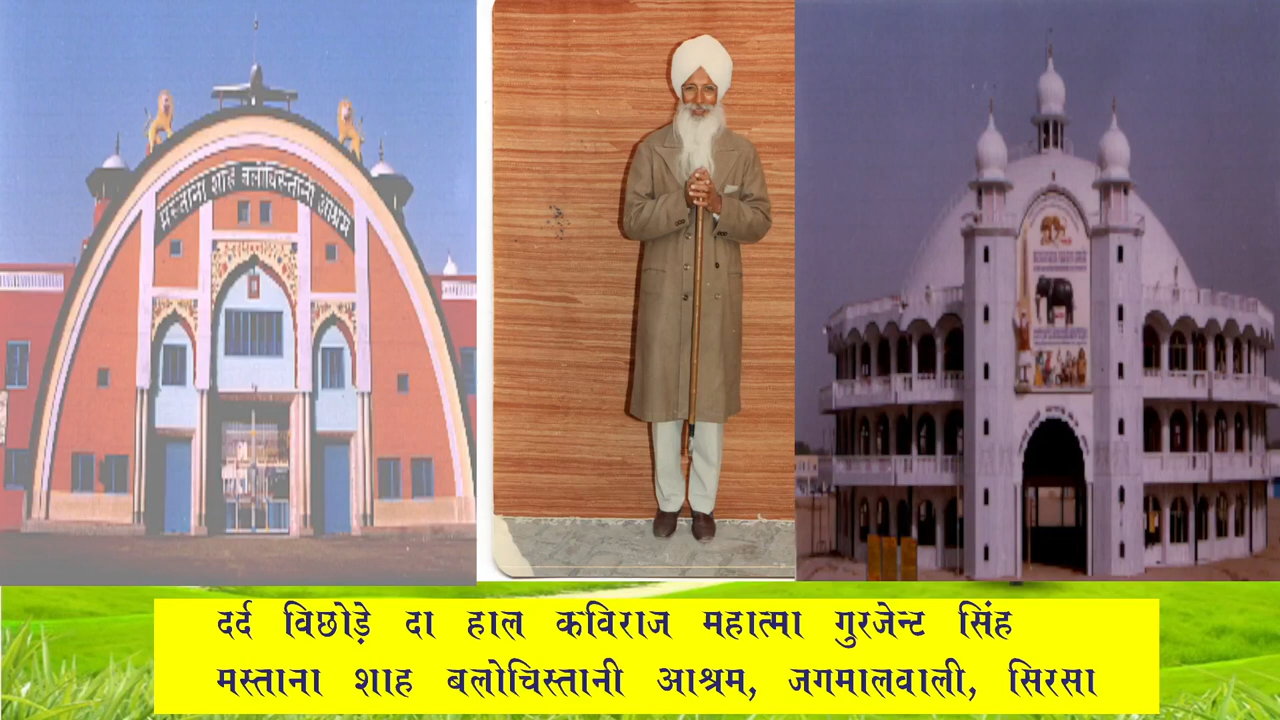 मस्ताना शाह बलोचिस्तानी आश्रम
दर्द विछोड़े दा हाल कविराज महात्मा गुरजेन्ट सिंह
मस्ताना शाह बलोचिस्तानी आश्रम, जगमालवाली, सिरसा